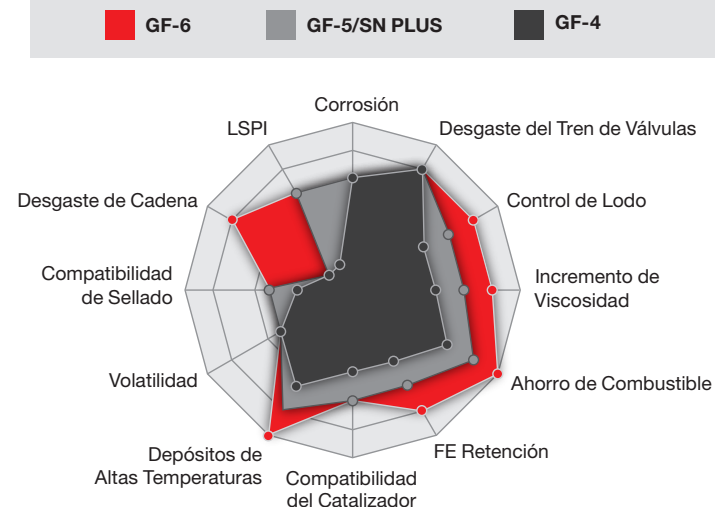 GF-6
GF-5/SN PLUS
GF-4
Corrosión
LSPI
Desgaste del Tren de Válvulas
Desgaste de Cadena
Control de Lodo
Compatibilidad
de Sellado
Incremento de
Viscosidad
Volatilidad
Ahorro de Combustible
Depósitos de
Altas Temperaturas
FE Retención
Compatibilidad
del Catalizador